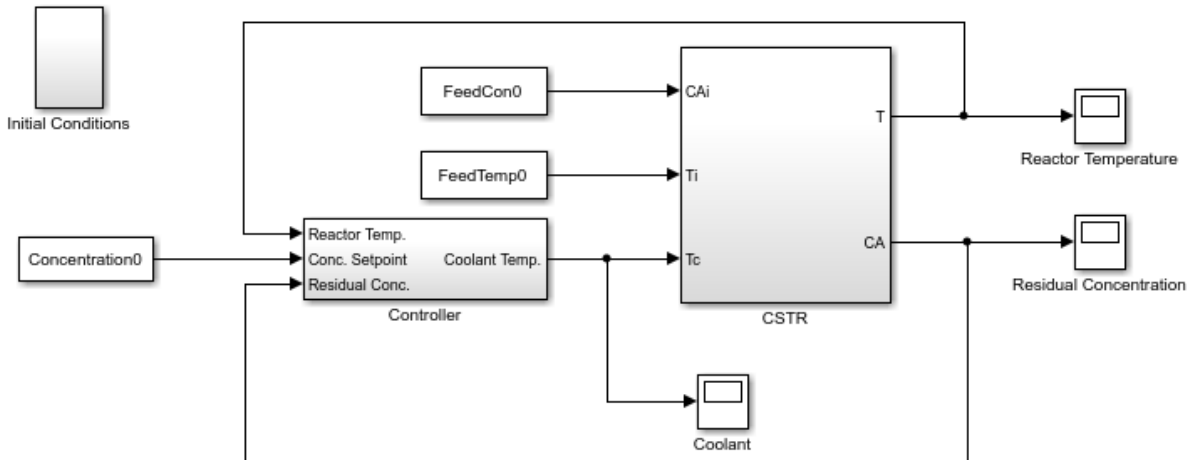 Initial Conditions
FeedCon0
CAi
T
Reactor Temperature
FeedTemp0
Ti
Concentration0
Reactor Temp.
Conc. Setpoint
Residual Conc.
Coolant Temp.
Controller
Tc
CA
CSTR
Residual Concentration
Coolant